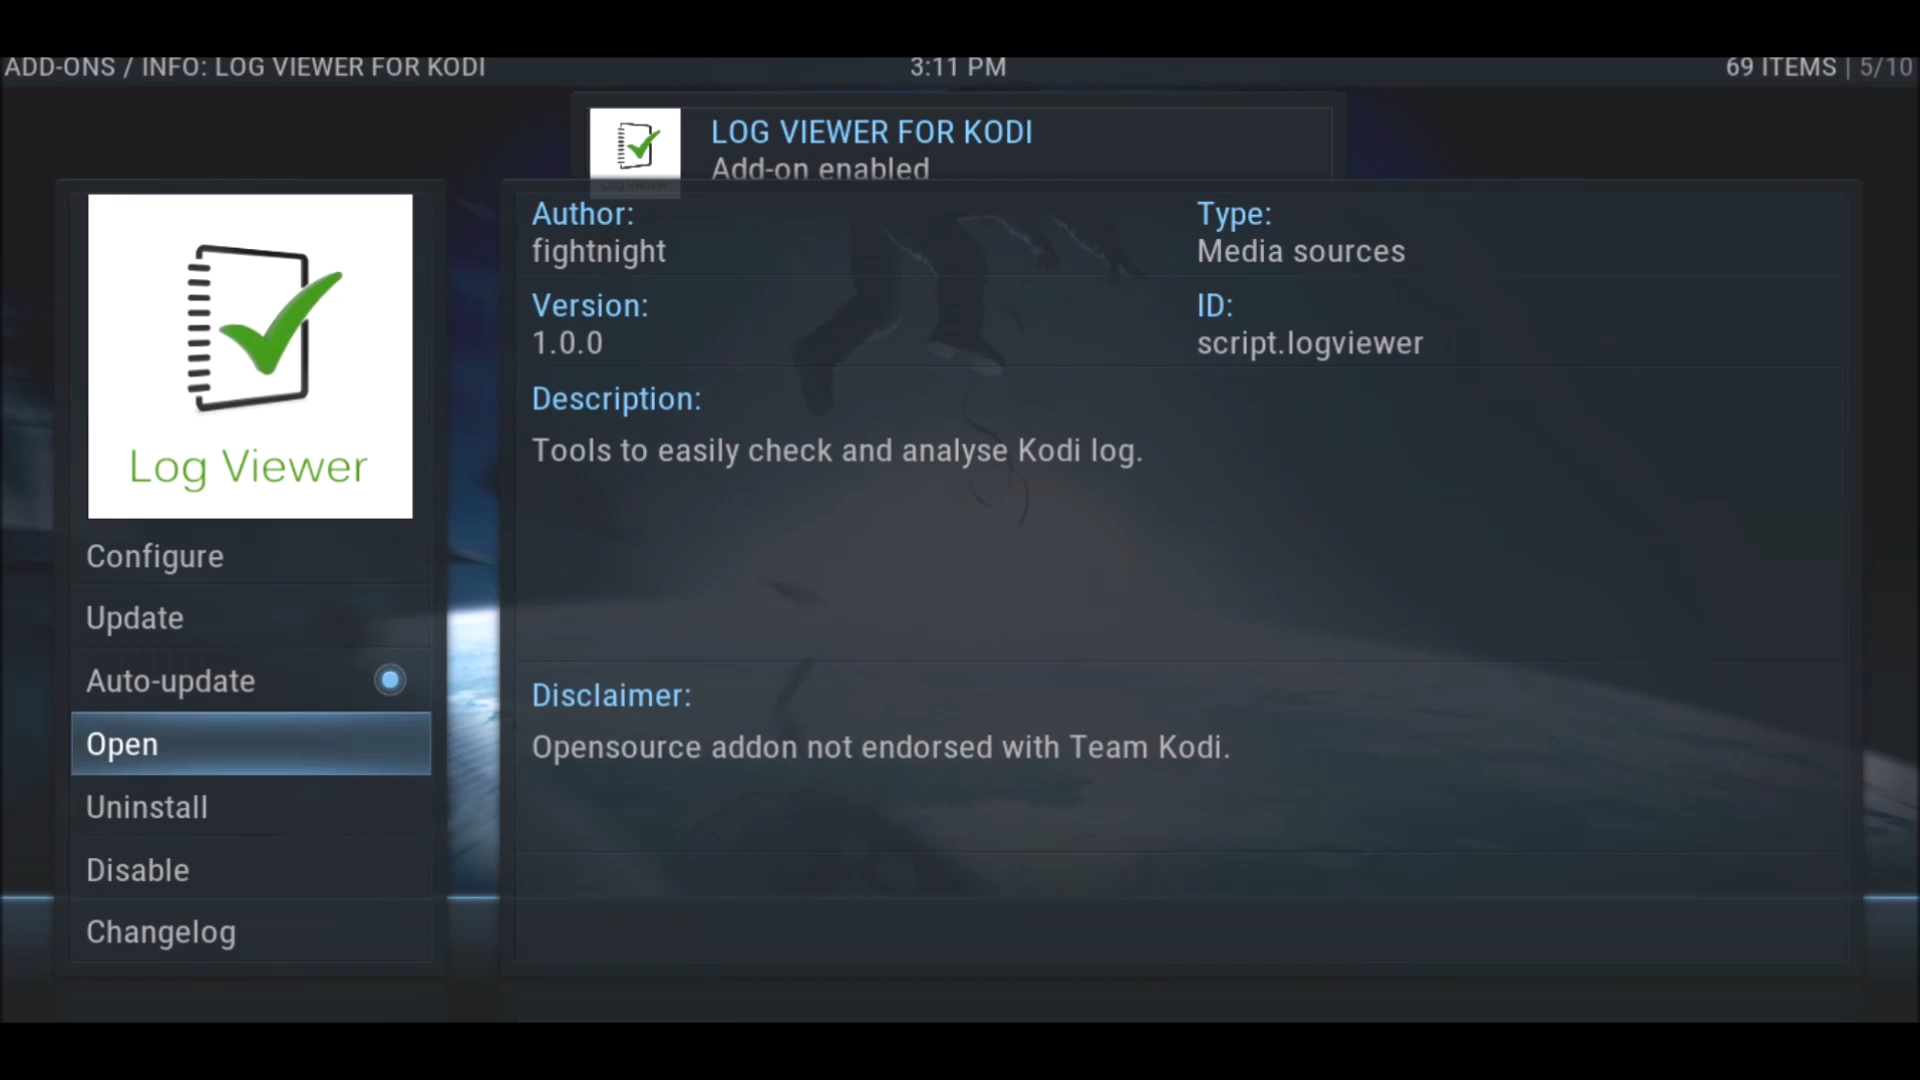 ADD-ONS / INFO: LOG VIEWER FOR KODI
3:11 PM
69 ITEMS | 5/10
LOG VIEWER FOR KODI
Add-on enabled
Log Viewer
Log Viewer
Configure
Update
Auto-update
Open
Uninstall
Disable
Changelog
Author:
fightnight
Type:
Media sources
Version:
1.0.0
ID:
script.logviewer
Description:
Tools to easily check and analyse Kodi log.
Disclaimer:
Opensource addon not endorsed with Team Kodi.